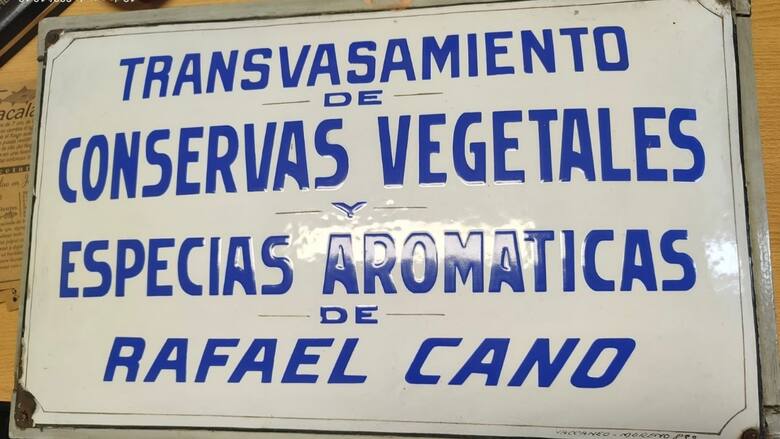 TRANSVASAMIENTO
DE
CONSERVAS VEGETALES
Y
ESPECIAS AROMATICAS
DE
RAFAEL CANO